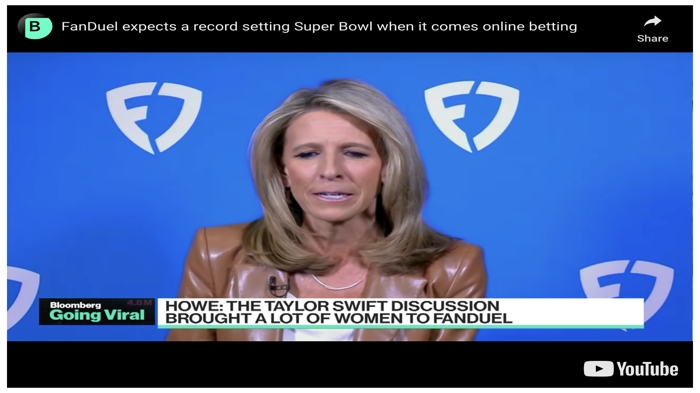 B
FanDuel expects a record setting Super Bowl when it comes online betting
Share
Bloomberg
4.8M
Going Viral
HOWE: THE TAYLOR SWIFT DISCUSSION
BROUGHT A LOT OF WOMEN TO FANDUEL
YouTube